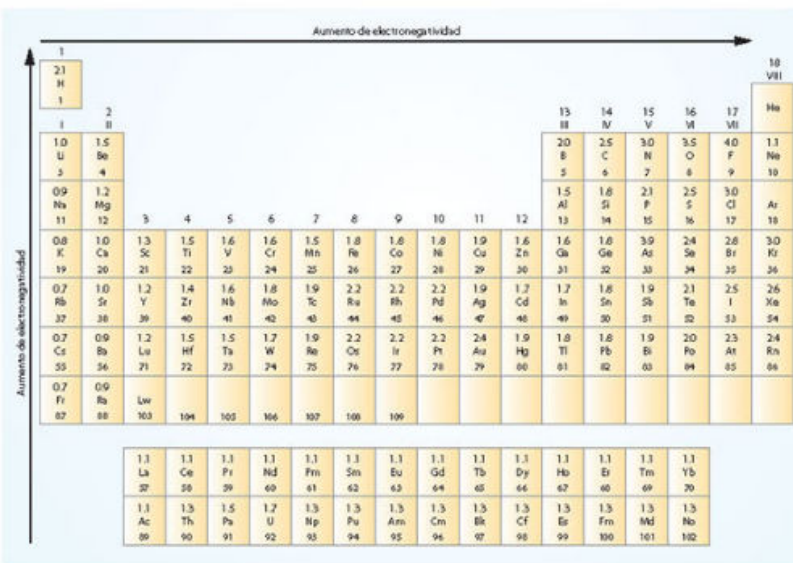 Aumento de electronegatividad
Aumento de electronegatividad
1
18
VIII
2.1
H
1
2
13 14 15 16 17
He
I II III IV V VI VII
1.0 1.5 2.0 2.5 3.0 3.5 4.0 1.1
Li Be B C N O F Ne
3 4 5 6 7 8 9 10
0.9 1.2 1.5 1.8 2.1 2.5 3.0
Na Mg Al Si P S Cl Ar
11 12 3 4 5 6 7 8 9 10 11 12 13 14 15 16 17 18
0.8 1.0 1.3 1.5 1.6 1.6 1.5 1.8 1.8 1.8 1.9 1.6 1.6 1.8 3.9 2.4 2.8 3.0
K Ca Sc Ti V Cr Mn Fe Co Ni Cu Zn Ga Ge As Se Br Kr
19 20 21 22 23 24 25 26 27 28 29 30 31 32 33 34 35 36
0.7 1.0 1.2 1.4 1.6 1.8 1.9 2.2 2.2 2.2 1.9 1.7 1.7 1.8 1.9 2.1 2.5 2.6
Rb Sr Y Zr Nb Mo Tc Ru Rh Pd Ag Cd In Sn Sb Te I Xe
37 38 39 40 41 42 43 44 45 46 47 48 49 50 51 52 53 54
0.7 0.9 1.2 1.5 1.5 1.7 1.9 2.2 2.2 2.2 2.4 1.9 1.8 1.8 1.9 2.0 2.3 2.4
Cs Ba Lu Hf Ta W Re Os Ir Pt Au Hg Tl Pb Bi Po At Rn
55 56 71 72 73 74 75 76 77 78 79 80 81 82 83 84 85 86
0.7 0.9
Fr Ra Lw
87 88 103 104 105 106 107 108 109
1.1 1.1 1.1 1.1 1.1 1.1 1.1 1.1 1.1 1.1 1.1 1.1 1.1 1.1
La Ce Pr Nd Pm Sm Eu Gd Tb Dy Ho Er Tm Yb
57 58 59 60 61 62 63 64 65 66 67 68 69 70
1.1 1.3 1.5 1.7 1.3 1.3 1.3 1.3 1.3 1.3 1.3 1.3 1.3 1.3
Ac Th Pa U Np Pu Am Cm Bk Cf Es Fm Md No
89 90 91 92 93 94 95 96 97 98 99 100 101 102